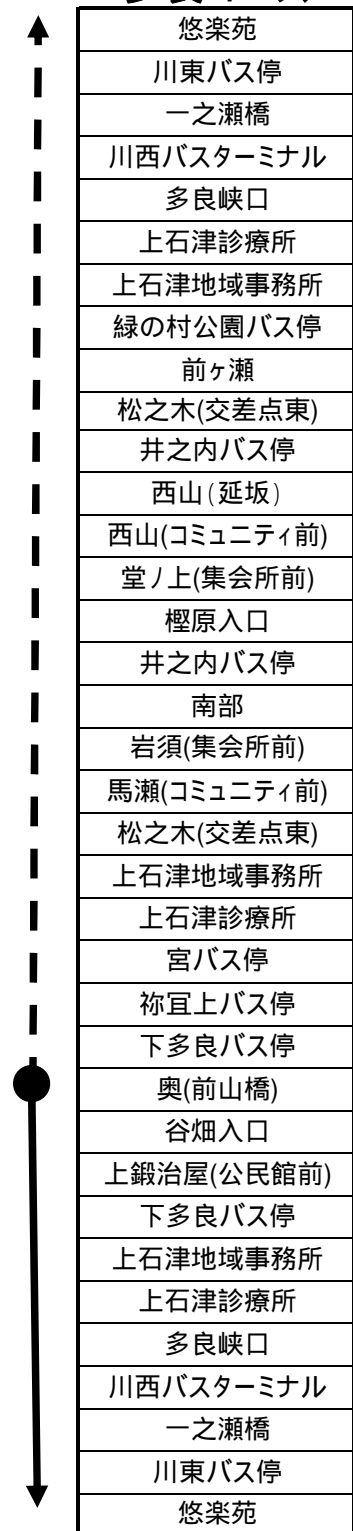 悠楽苑
川東バス停
一之瀬橋
川西バスターミナル
多良峡口
上石津診療所
上石津地域事務所
緑の村公園バス停
前ヶ瀬
松之木(交差点東)
井之内バス停
西山(延坂)
西山(コミュニティ前)
堂ノ上(集会所前)
樫原入口
井之内バス停
南部
岩須(集会所前)
馬瀬(コミュニティ前)
松之木(交差点東)
上石津地域事務所
上石津診療所
宮バス停
祢冝上バス停
下多良バス停
奥(前山橋)
谷畑入口
上鍛治屋(公民館前)
下多良バス停
上石津地域事務所
上石津診療所
多良峡口
川西バスターミナル
一之瀬橋
川東バス停
悠楽苑